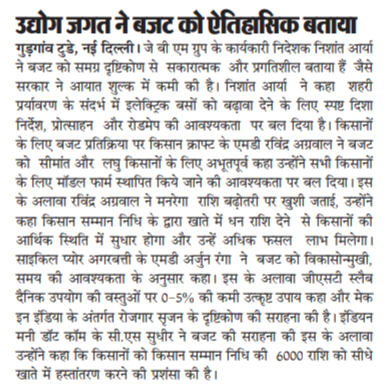 उद्योग जगत ने बजट को ऐतिहासिक बताया
गुड़गांव टुडे, नई दिल्ली। जे बी एम ग्रुप के कार्यकारी निदेशक निशांत आर्या
ने बजट को समग्र दृष्टिकोण से सकारात्मक और प्रगतिशील बताया हैं जैसे
सरकार ने आयात शुल्क में कमी की है। निशांत आर्या ने कहा शहरी
पर्यावरण के संदर्भ में इलेक्ट्रिक बसों को बढ़ावा देने के लिए स्पष्ट दिशा
निर्देश, प्रोत्साहन और रोडमेप की आवश्यकता पर बल दिया है। किसानों
के लिए बजट प्रतिक्रिया पर किसान क्राफ्ट के एमडी रविंद्र अग्रवाल ने बजट
को सीमांत और लघु किसानों के लिए अभूतपूर्व कहा उन्होंने सभी किसानों
के लिए मॉडल फार्म स्थापित किये जाने की आवश्यकता पर बल दिया। इस
के अलावा रविंद्र अग्रवाल ने मनरेगा राशि बढ़ोतरी पर खुशी जताई, उन्होंने
कहा किसान सम्मान निधि के द्वारा खाते में धन राशि देने से किसानों की
आर्थिक स्थिति में सुधार होगा और उन्हें अधिक फसल लाभ मिलेगा।
साइकिल प्योर अगरबत्ती के एमडी अर्जुन रंगा ने बजट को विकासोन्मुखी,
समय की आवश्यकता के अनुसार कहा। इस के अलावा जीएसटी स्लैब
दैनिक उपयोग की वस्तुओं पर 0-5% की कमी उत्कृष्ट उपाय कहा और मेक
इन इंडिया के अंतर्गत रोजगार सृजन के दृष्टिकोण की सराहना की है। इंडियन
मनी डॉट कॉम के सी.एस सुधीर ने बजट की सराहना की इस के अलावा
उन्होंने कहा कि किसानों को किसान सम्मान निधि की 6000 राशि को सीधे
खाते में हस्तांतरण करने की प्रशंसा की है।